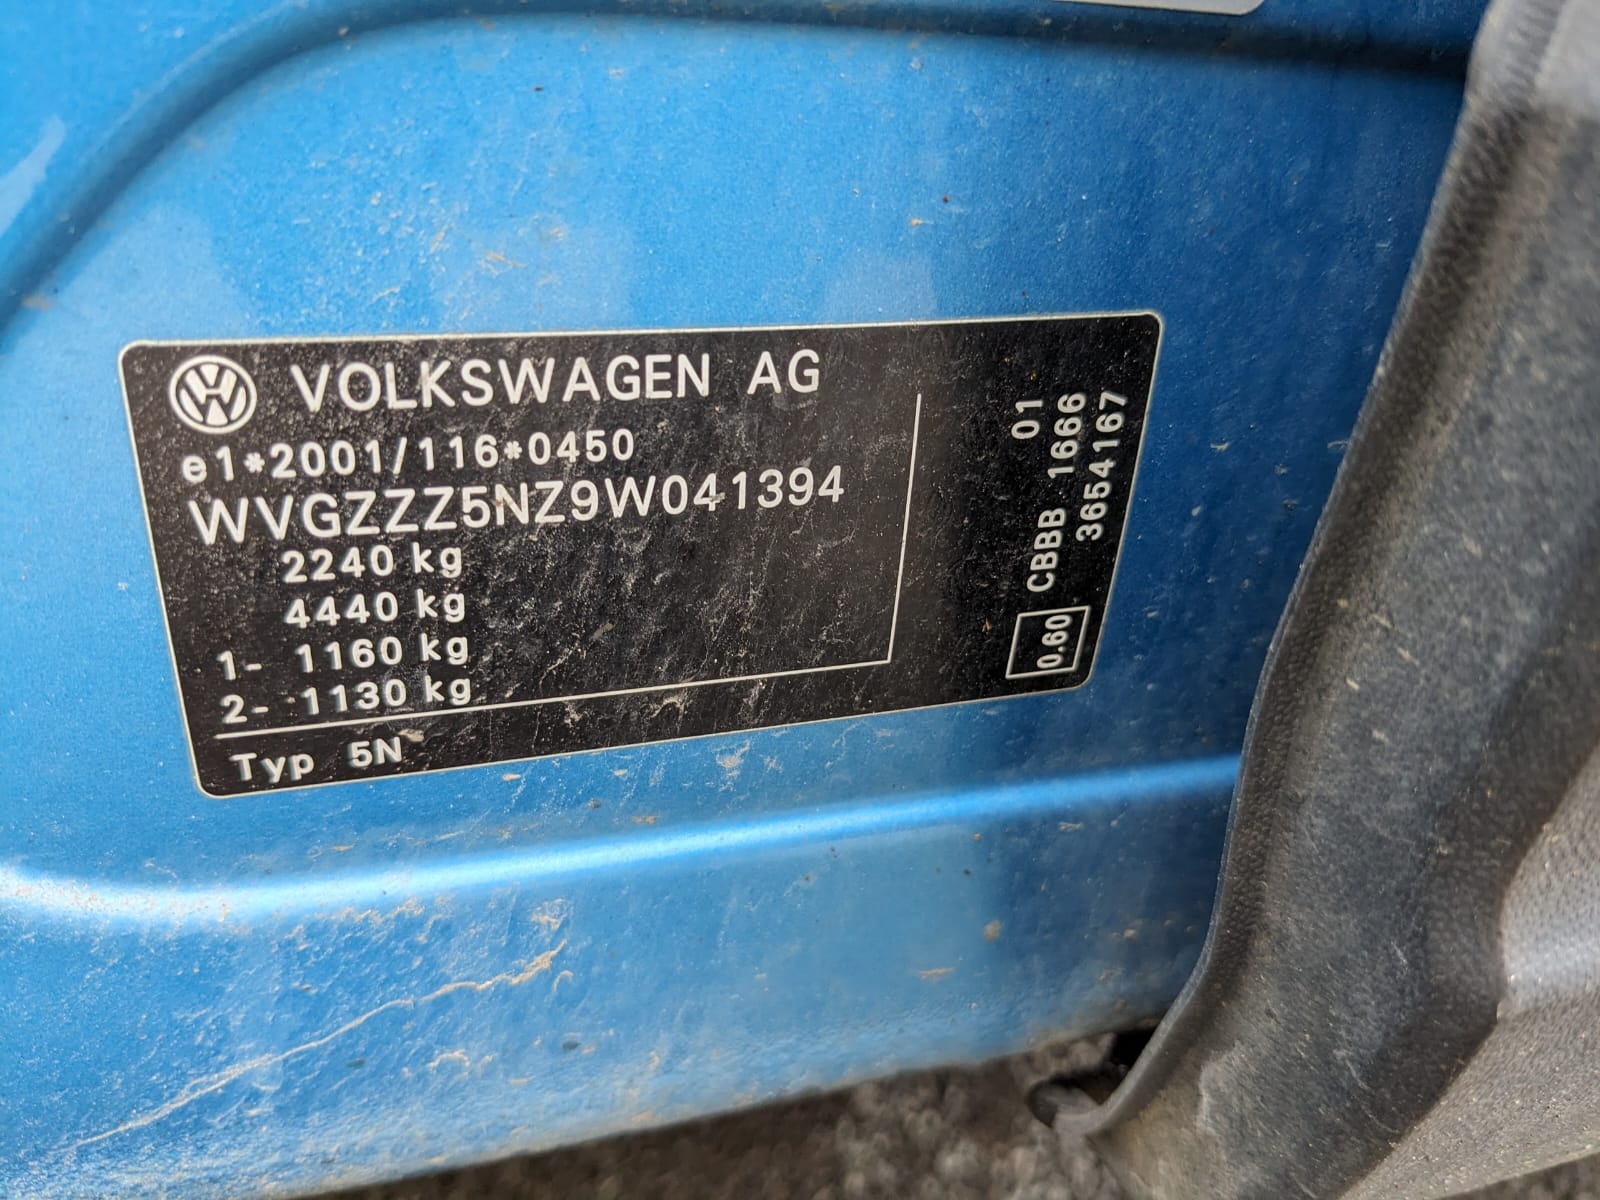 VOLKSWAGEN AG
e1*2001/116*0450
WVGZZZ5NZ9W041394
2240 kg
4440 kg
1- 1160 kg
2- 1130 kg
Typ 5N
01
CBBB 1666
3654167
0.60